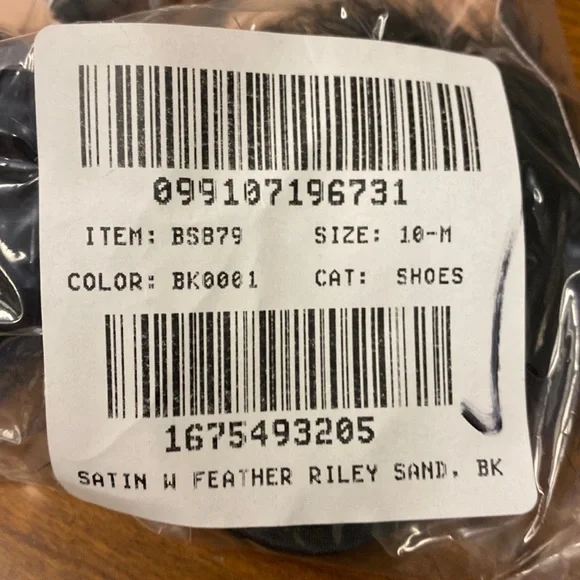 099107196731
ITEM: BSB79 SIZE: 10-M
COLOR: BK0001 CAT: SHOES
1675493205
SATIN W FEATHER RILEY SAND, BK